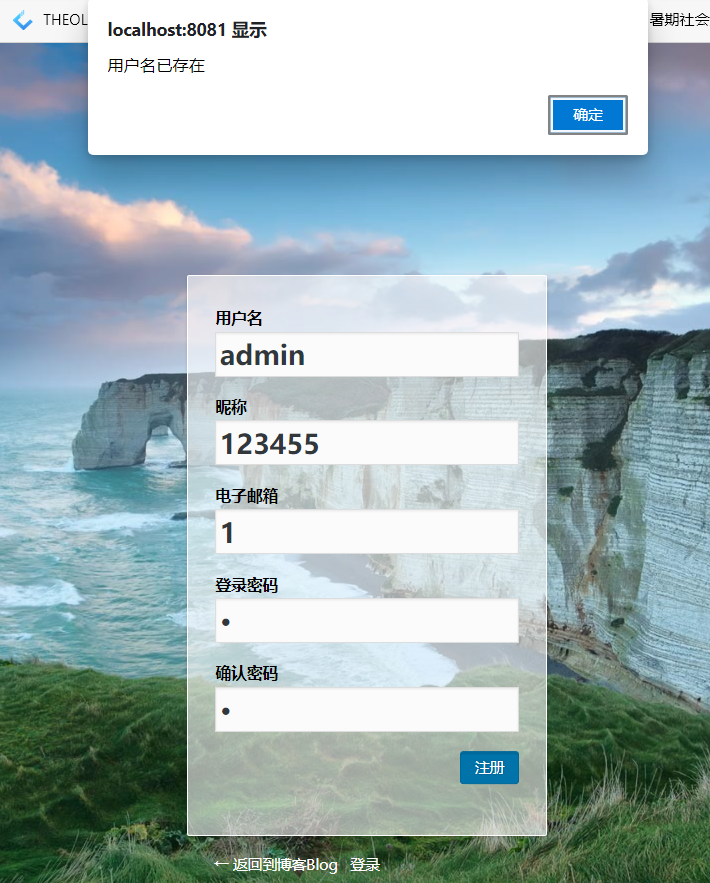 THEOL
localhost:8081 显示
暑期社会
用户名已存在
确定
用户名
admin
昵称
123455
电子邮箱
1
登录密码
•
确认密码
•
注册
← 返回到博客Blog 登录